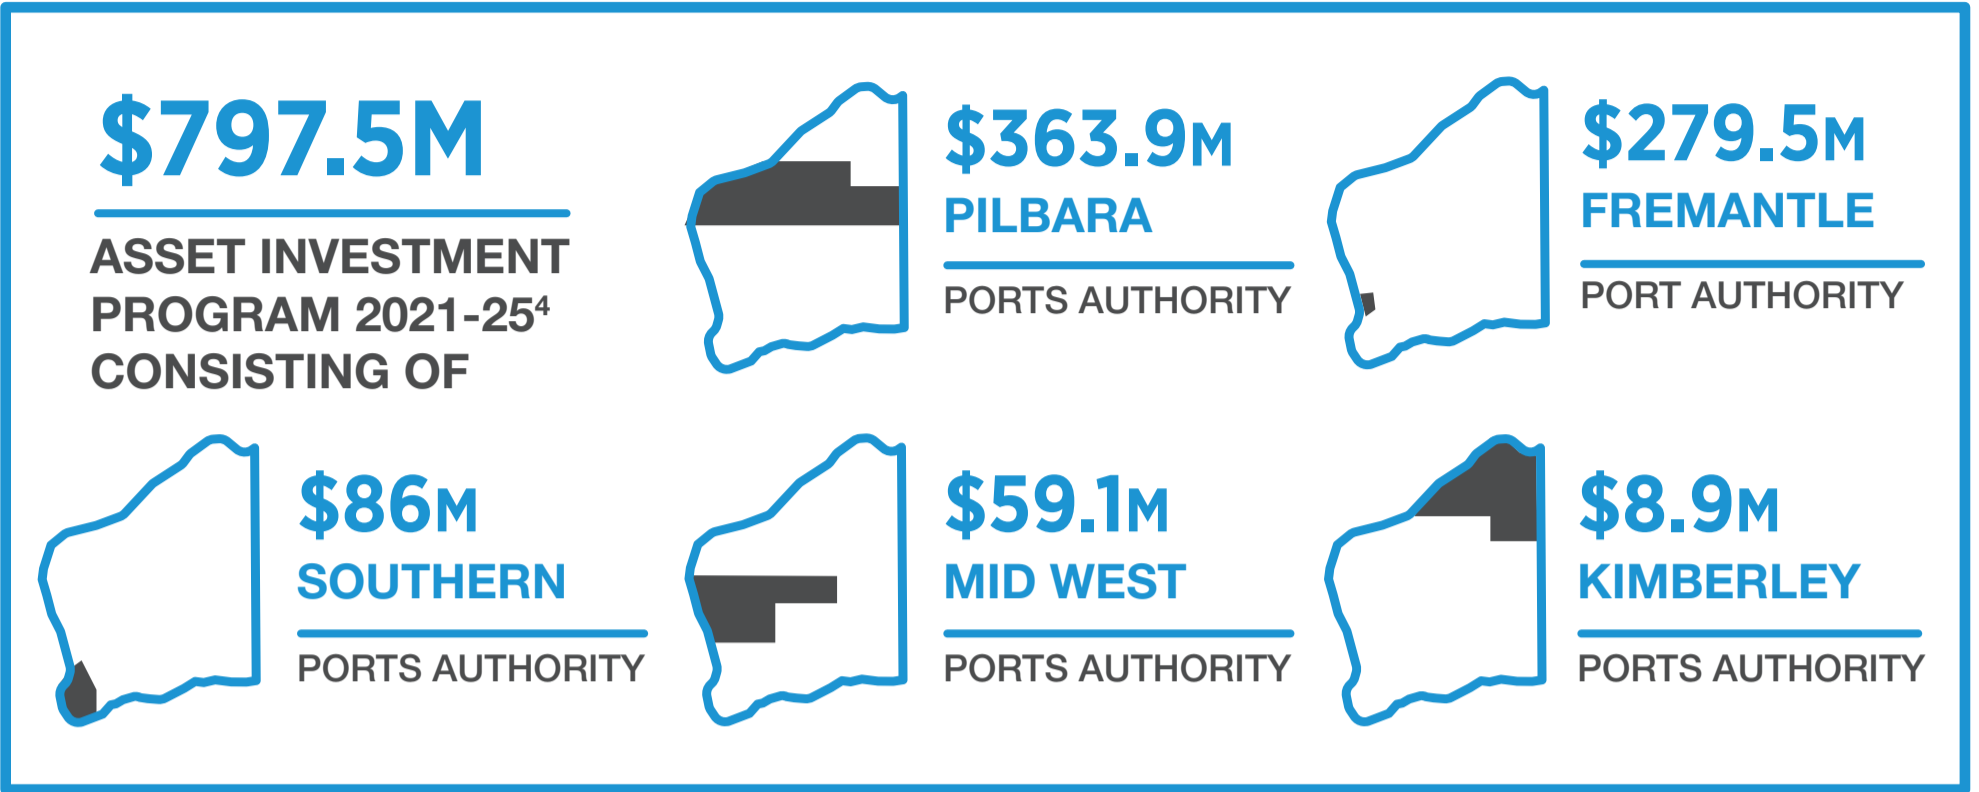 $797.5M
ASSET INVESTMENT
PROGRAM 2021-25⁴
CONSISTING OF
$363.9M
PILBARA
PORTS AUTHORITY
$279.5M
FREMANTLE
PORT AUTHORITY
$86M
SOUTHERN
PORTS AUTHORITY
$59.1M
MID WEST
PORTS AUTHORITY
$8.9M
KIMBERLEY
PORTS AUTHORITY